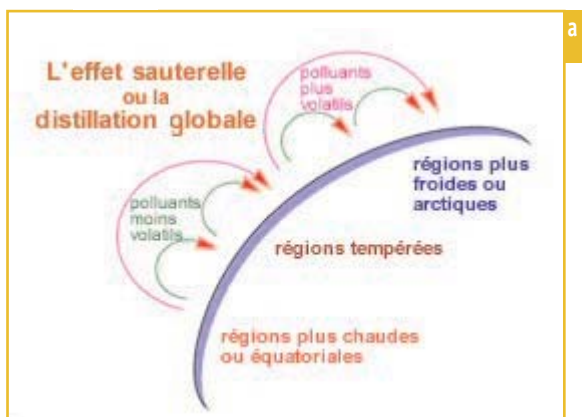 a
L'effet sauterelle
ou la
distillation globale
polluants
plus
volatils
polluants
moins
volatils...
régions plus
froides ou
arctiques
régions tempérées
régions plus chaudes
ou équatoriales